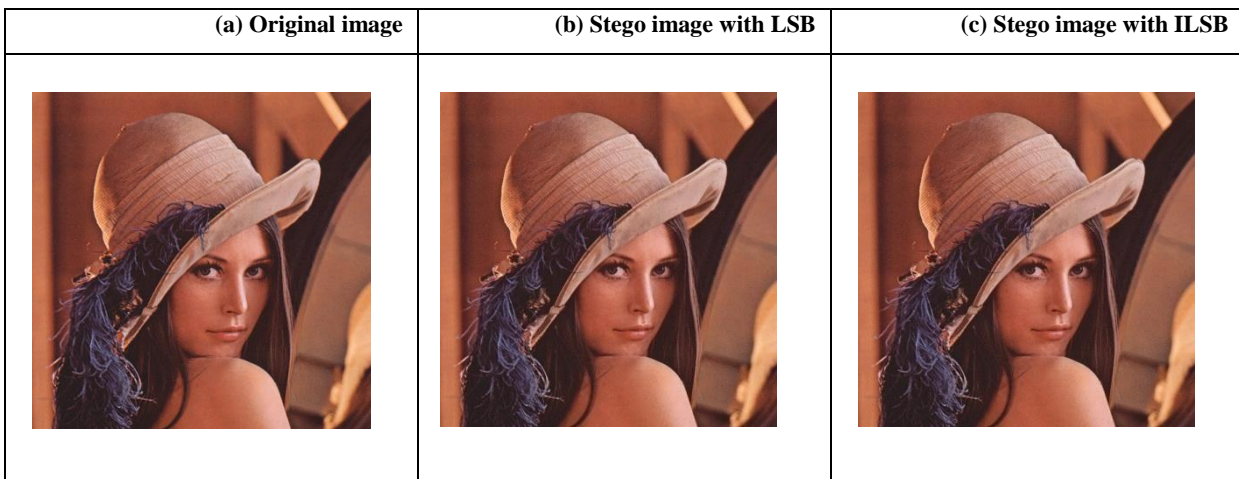 (a) Original image
(b) Stego image with LSB
(c) Stego image with ILSB